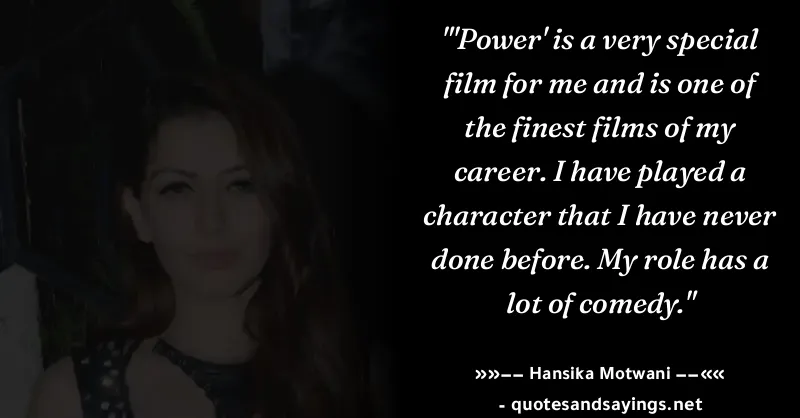 "'Power' is a very special
film for me and is one of
the finest films of my
career. I have played a
character that I have never
done before. My role has a
lot of comedy."
»»−− Hansika Motwani −−««
- quotesandsayings.net